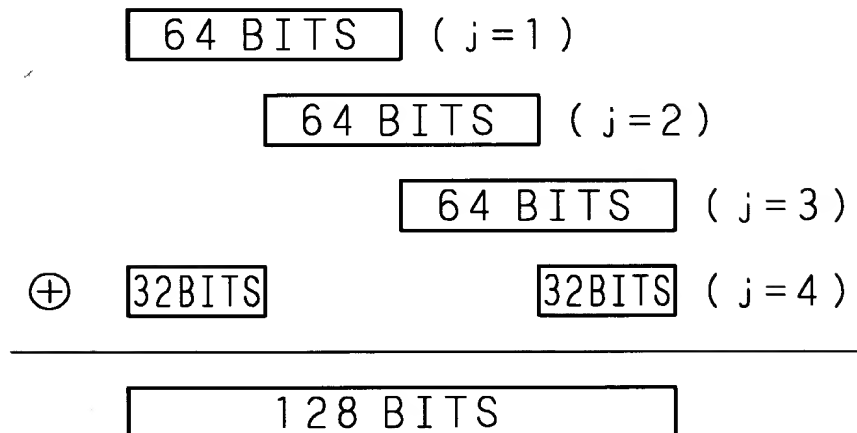 64 BITS (j=1)
64 BITS (j=2)
64 BITS (j=3)
⊕ 32BITS 32BITS (j=4)
128 BITS